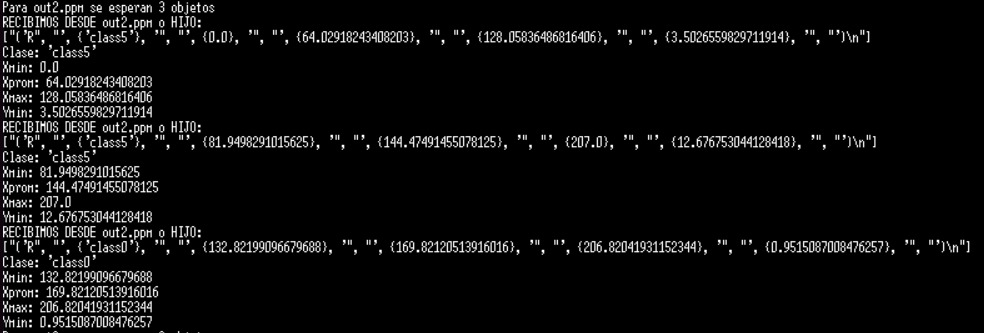 Para out2.ppm se esperan 3 objetos
RECIBIMOS DESDE out2.ppm o HIJO:
["('R", "', {'class5'}, '", "', {0.0}, '", "', {64.02918243408203}, '", "', {128.05836486816406}, '", "', {3.5026559829711914}, '", "')\n"]
Clase: 'class5'
Xmin: 0.0
Xprom: 64.02918243408203
Xmax: 128.05836486816406
Ymin: 3.5026559829711914
RECIBIMOS DESDE out2.ppm o HIJO:
["('R", "', {'class5'}, '", "', {81.9498291015625}, '", "', {144.47491455078125}, '", "', {207.0}, '", "', {12.676753044128418}, '", "')\n"]
Clase: 'class5'
Xmin: 81.9498291015625
Xprom: 144.47491455078125
Xmax: 207.0
Ymin: 12.676753044128418
RECIBIMOS DESDE out2.ppm o HIJO:
["('R", "', {'class0'}, '", "', {132.82199096679688}, '", "', {169.82120513916016}, '", "', {206.82041931152344}, '", "', {0.9515087008476257}, '", "')\n"]
Clase: 'class0'
Xmin: 132.82199096679688
Xprom: 169.82120513916016
Xmax: 206.82041931152344
Ymin: 0.9515087008476257